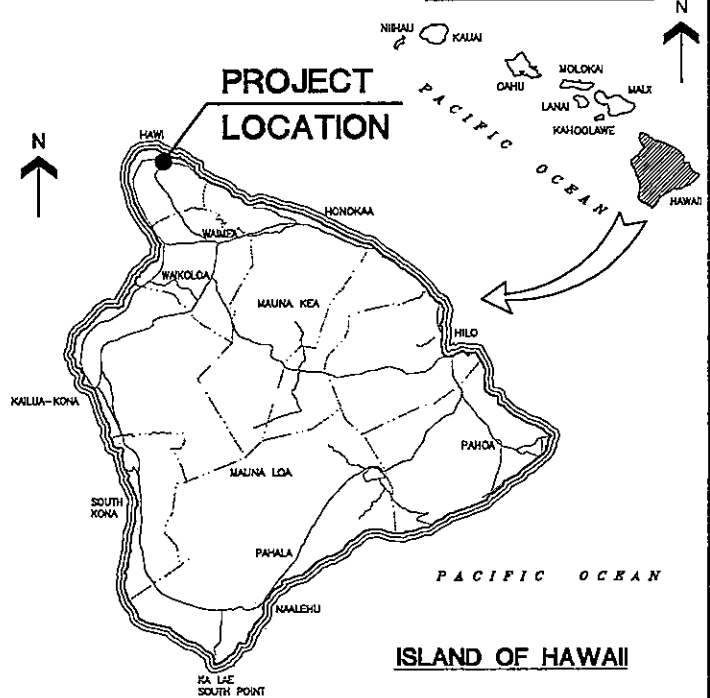 N
NIIHAU
KAUAI
OAHU
MOLOKAI
LANAI
MAUI
KAHOOLAWE
HAWAII
PACIFIC OCEAN
PROJECT
LOCATION
N
HAWI
HONOKAA
WAIMEA
WAIKOLOA
MAUNA KEA
HILO
KAILUA-KONA
PAHOA
MAUNA LOA
SOUTH
KONA
PAHALA
PACIFIC OCEAN
NAALEHU
ISLAND OF HAWAII
KA LAE
SOUTH POINT